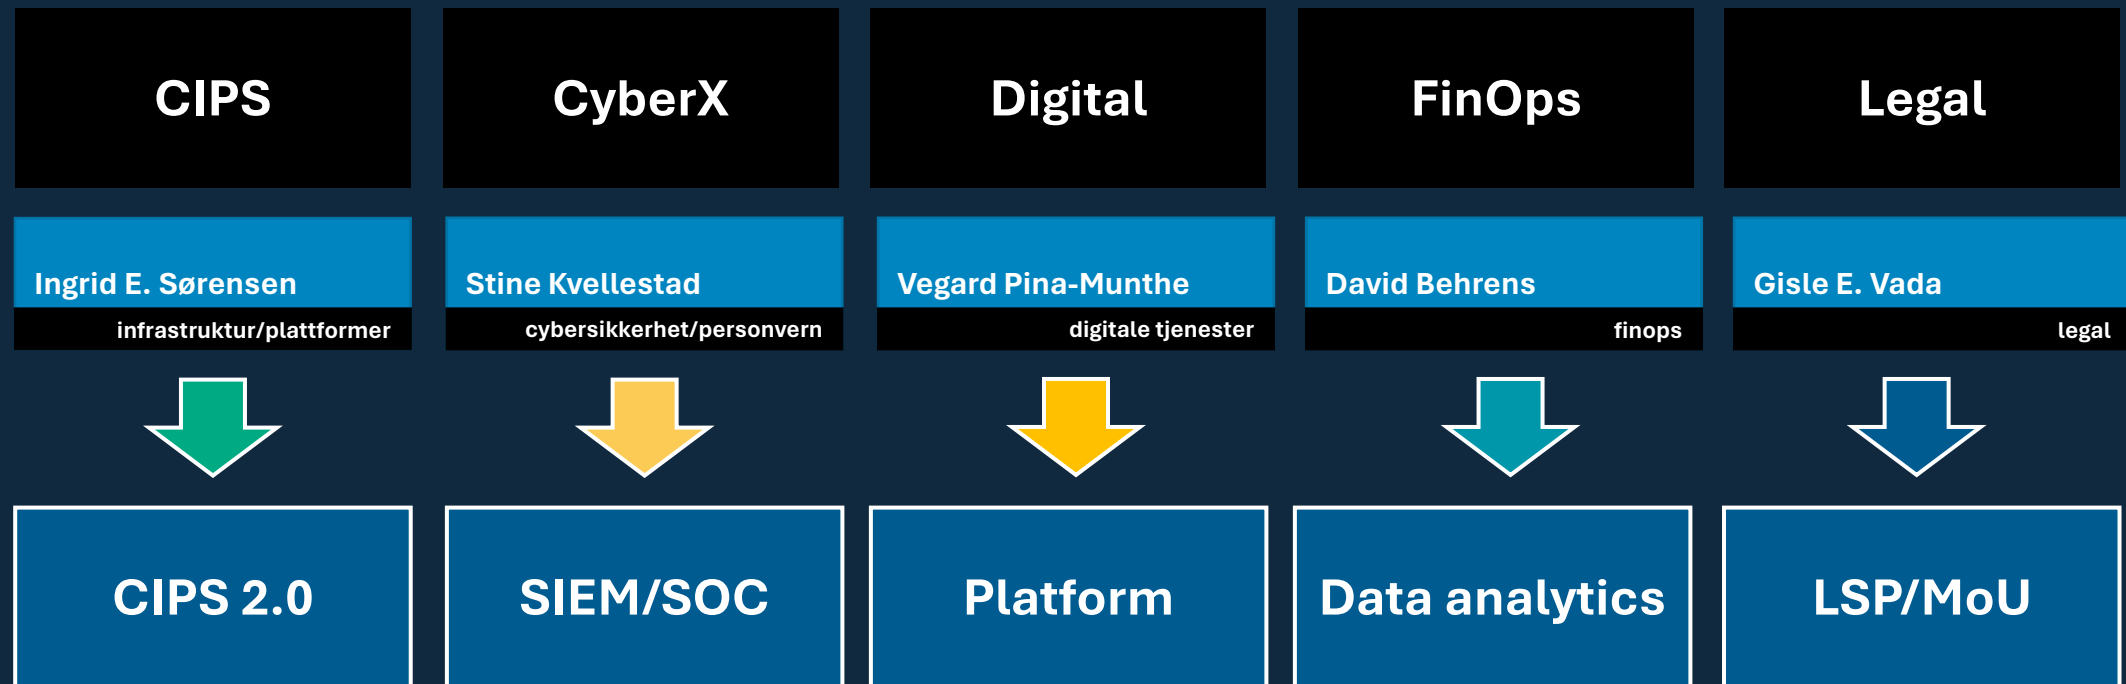 CIPS
CyberX
Digital
FinOps
Legal
Ingrid E. Sørensen
Stine Kvellestad
Vegard Pina-Munthe
David Behrens
Gisle E. Vada
infrastruktur/plattformer
cybersikkerhet/personvern
digitale tjenester
finops
legal
CIPS 2.0
SIEM/SOC
Platform
Data analytics
LSP/MoU